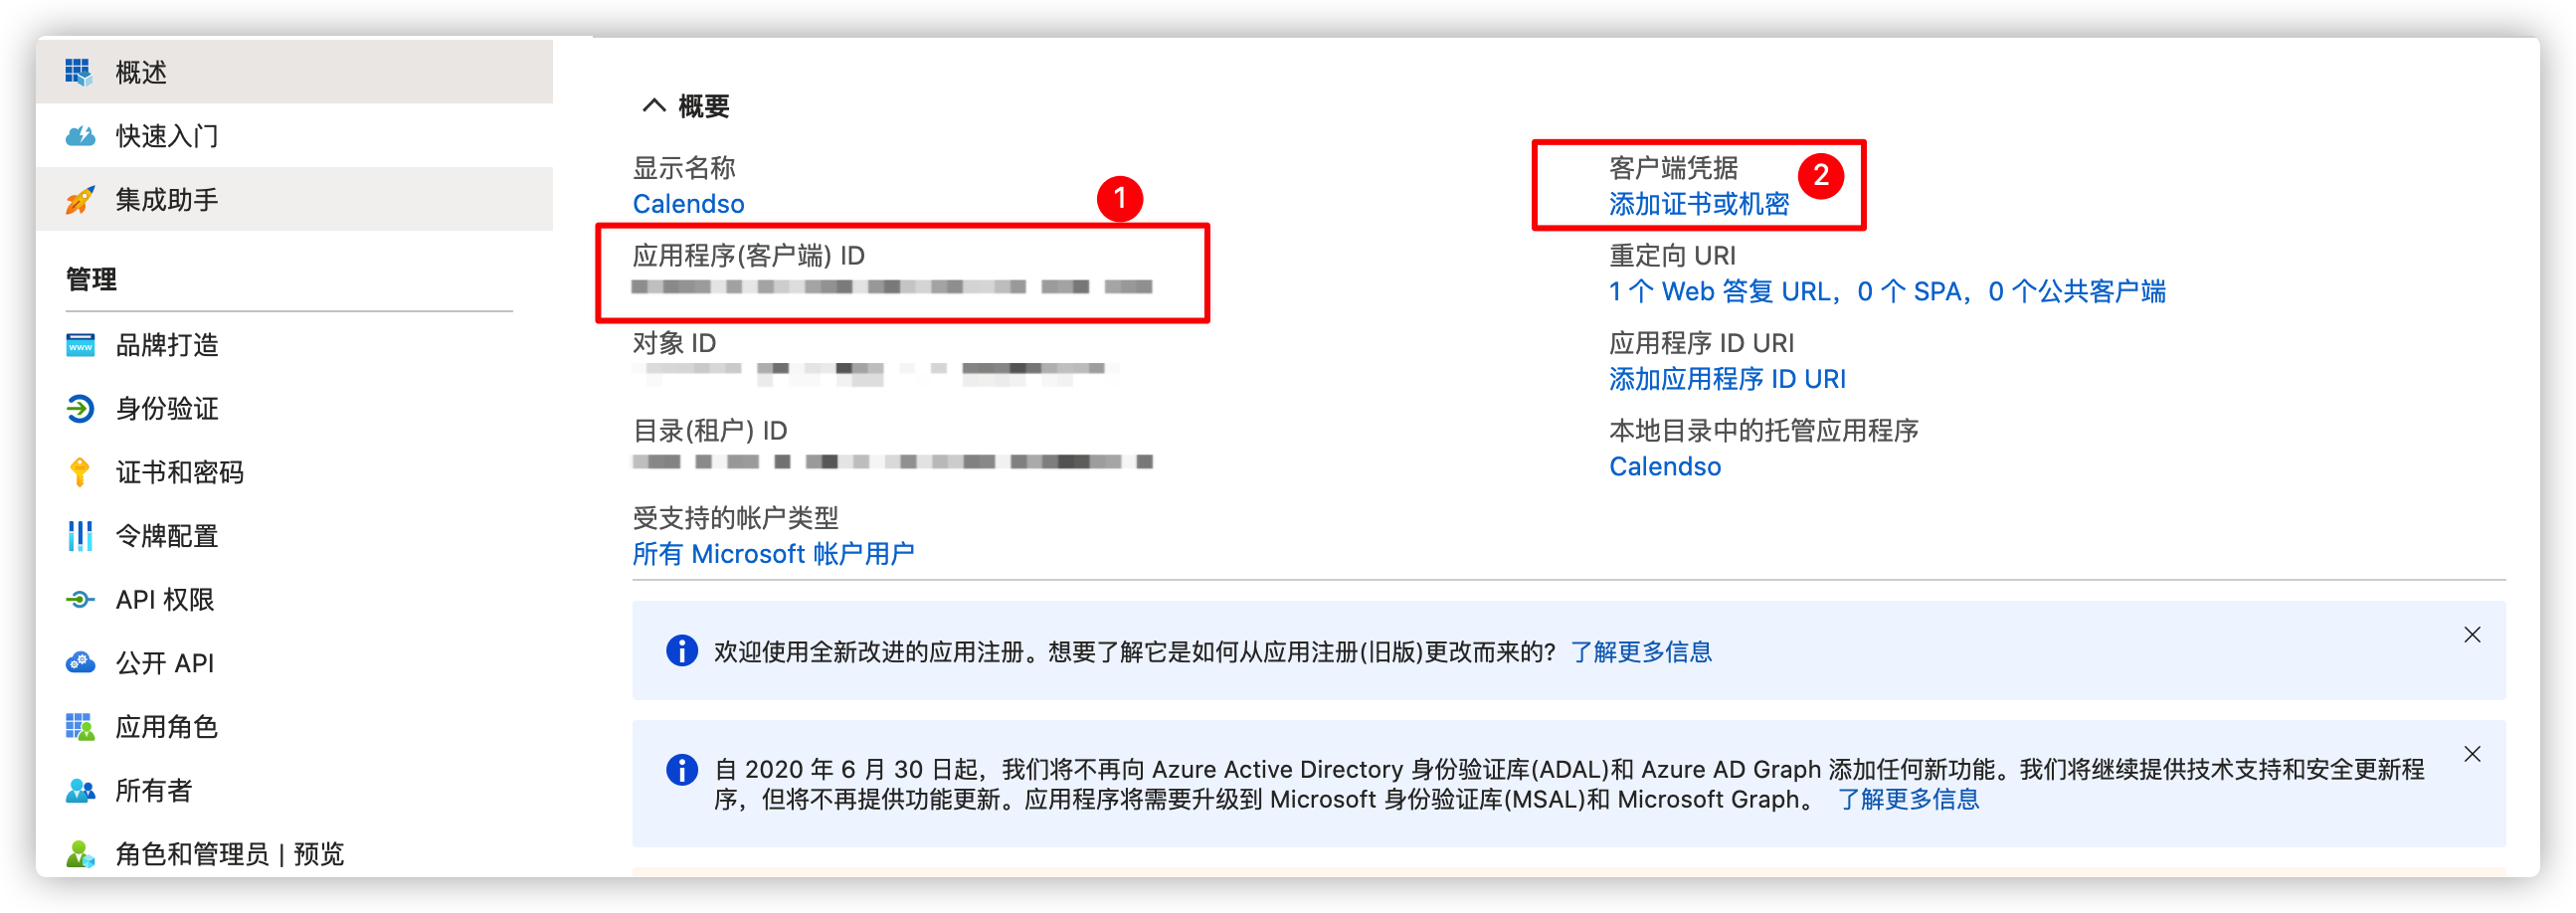 概述
快速入门
集成助手
管理
品牌打造
身份验证
证书和密码
令牌配置
API 权限
公开 API
应用角色
所有者
角色和管理员 | 预览
概要
显示名称
Calendso
1
应用程序(客户端) ID
对象 ID
目录(租户) ID
受支持的帐户类型
所有 Microsoft 帐户用户
客户端凭据
2
添加证书或机密
重定向 URI
1 个 Web 答复 URL，0 个 SPA，0 个公共客户端
应用程序 ID URI
添加应用程序 ID URI
本地目录中的托管应用程序
Calendso
欢迎使用全新改进的应用注册。想要了解它是如何从应用注册(旧版)更改而来的? 了解更多信息
自 2020 年 6 月 30 日起，我们将不再向 Azure Active Directory 身份验证库(ADAL)和 Azure AD Graph 添加任何新功能。我们将继续提供技术支持和安全更新程
序，但将不再提供功能更新。应用程序将需要升级到 Microsoft 身份验证库(MSAL)和 Microsoft Graph。 了解更多信息